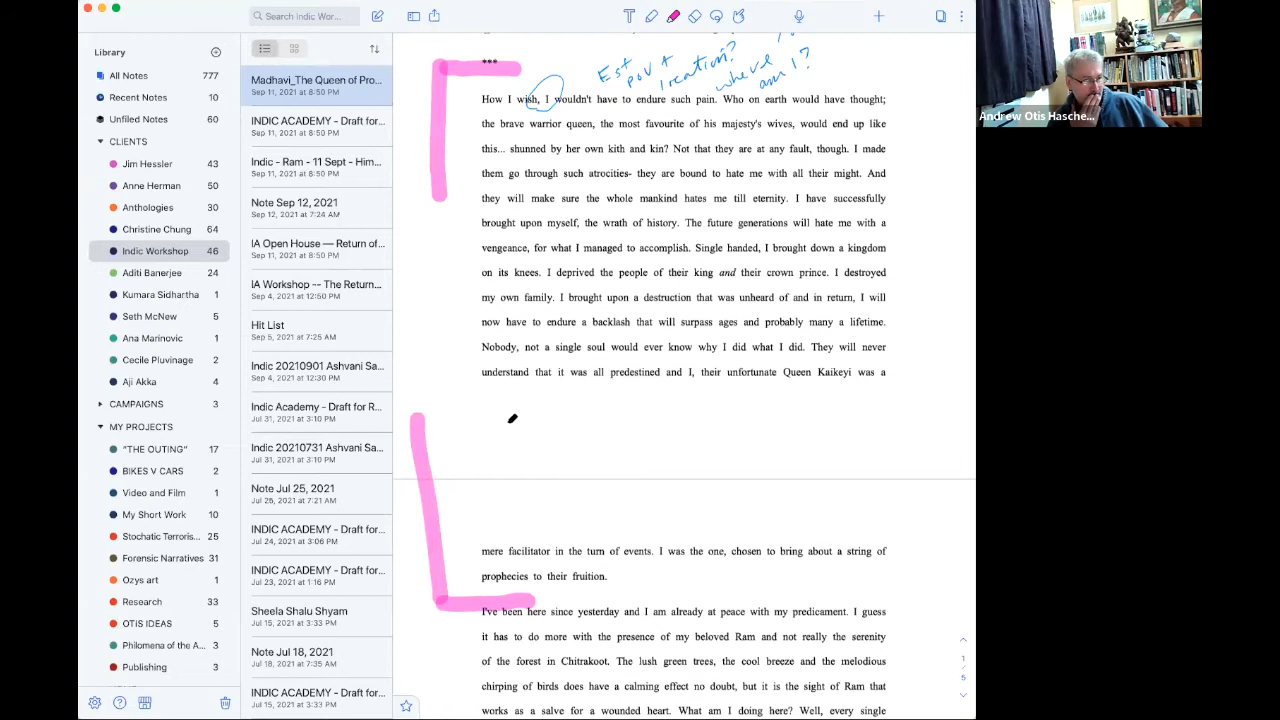 Search Indic Wor...
Library
All Notes 777
Recent Notes 10
Unfiled Notes 60
CLIENTS
Jim Hessler 43
Anne Herman 50
Anthologies 30
Christine Chung 64
Indic Workshop 46
Aditi Banerjee 24
Kumara Sidhartha 1
Seth McNew 5
Ana Marinovic 1
Cecile Pluvinage 2
Aji Akka 4
CAMPAIGNS 3
MY PROJECTS
"THE OUTING" 17
BIKES V CARS 2
Video and Film 1
My Short Work 10
Stochatic Terroris... 25
Forensic Narratives 31
Ozys art 1
Research 33
OTiS IDEAS 5
Philomena of the A... 3
Publishing 3
Madhavi_The Queen of Pro...
Sep 11, 2021 at 8:50 PM
INDIC ACADEMY - Draft for...
Sep 11, 2021 at 8:50 PM
Indic - Ram - 11 Sept - Him...
Sep 11, 2021 at 8:50 PM
Note Sep 12, 2021
Sep 12, 2021 at 7:24 AM
IA Open House — Return of...
Sep 11, 2021 at 8:50 PM
IA Workshop -- The Return...
Sep 4, 2021 at 12:50 PM
Hit List
Sep 5, 2021 at 7:25 AM
Indic 20210901 Ashvani Sa...
Sep 4, 2021 at 12:30 PM
Indic Academy - Draft for R...
Jul 31, 2021 at 3:10 PM
Indic 20210731 Ashvani Sa...
Jul 31, 2021 at 3:10 PM
Note Jul 25, 2021
Jul 25, 2021 at 7:21 AM
INDIC ACADEMY - Draft for...
Jul 24, 2021 at 3:06 PM
INDIC ACADEMY - Draft for...
Jul 23, 2021 at 1:16 PM
Sheela Shalu Shyam
Jul 15, 2021 at 3:33 PM
Note Jul 18, 2021
Jul 18, 2021 at 7:35 AM
INDIC ACADEMY - Draft for...
Jul 15, 2021 at 3:33 PM
***
Est POV + location?
where am I?
How I wish, I wouldn't have to endure such pain. Who on earth would have thought;
the brave warrior queen, the most favourite of his majesty's wives, would end up like
this... shunned by her own kith and kin? Not that they are at any fault, though. I made
them go through such atrocities- they are bound to hate me with all their might. And
they will make sure the whole mankind hates me till eternity. I have successfully
brought upon myself, the wrath of history. The future generations will hate me with a
vengeance, for what I managed to accomplish. Single handed, I brought down a kingdom
on its knees. I deprived the people of their king and their crown prince. I destroyed
my own family. I brought upon a destruction that was unheard of and in return, I will
now have to endure a backlash that will surpass ages and probably many a lifetime.
Nobody, not a single soul would ever know why I did what I did. They will never
understand that it was all predestined and I, their unfortunate Queen Kaikeyi was a
mere facilitator in the turn of events. I was the one, chosen to bring about a string of
prophecies to their fruition.
I've been here since yesterday and I am already at peace with my predicament. I guess
it has to do more with the presence of my beloved Ram and not really the serenity
of the forest in Chitrakoot. The lush green trees, the cool breeze and the melodious
chirping of birds does have a calming effect no doubt, but it is the sight of Ram that
works as a salve for a wounded heart. What am I doing here? Well, every single
1
5
Andrew Otis Hasche...